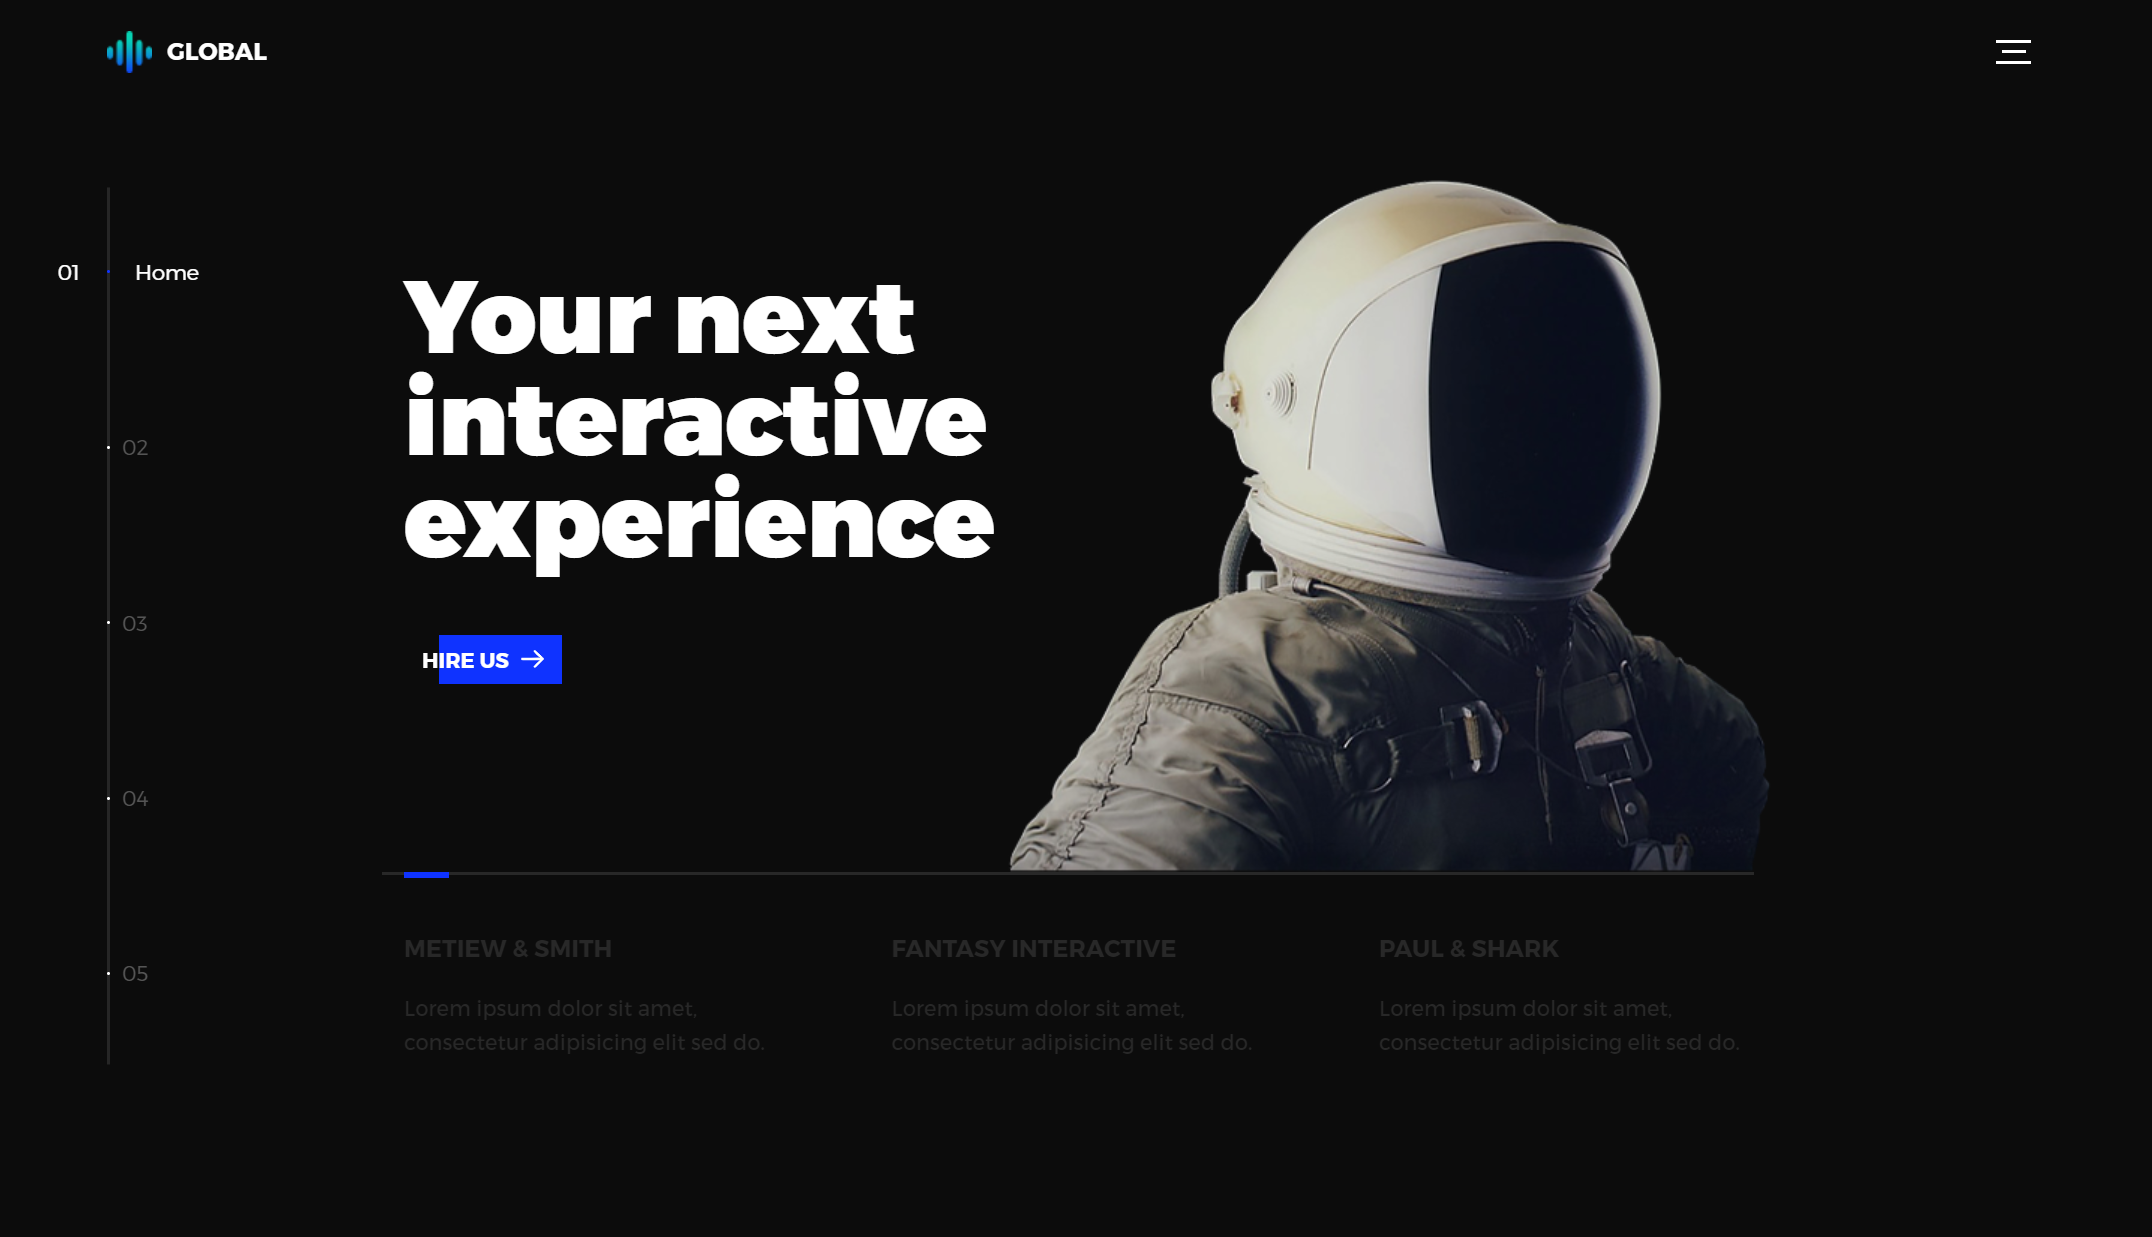 GLOBAL
01 Home
Your next
interactive
experience
02
03
HIRE US
04
05
METIEW & SMITH
Lorem ipsum dolor sit amet,
consectetur adipisicing elit sed do.
FANTASY INTERACTIVE
Lorem ipsum dolor sit amet,
consectetur adipisicing elit sed do.
PAUL & SHARK
Lorem ipsum dolor sit amet,
consectetur adipisicing elit sed do.